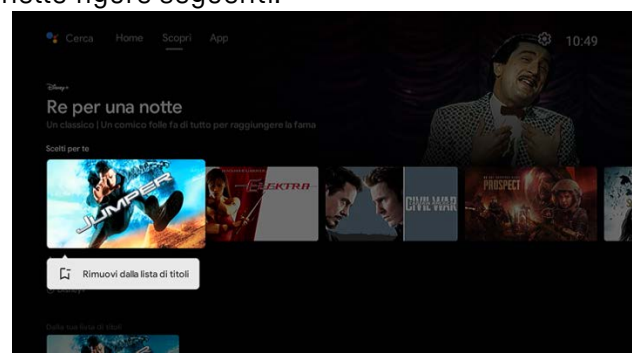 nelle figure seguenti.
Cerca Home Scopri App 10:49
Disney+
Re per una notte
Un classico | Un comico folle fa di tutto per raggiungere la fama
Scelti per te
JUMPER
ELEKTRA
CIVIL WAR
PROSPECT
Rimuovi dalla lista di titoli
Dalla tua lista di titoli